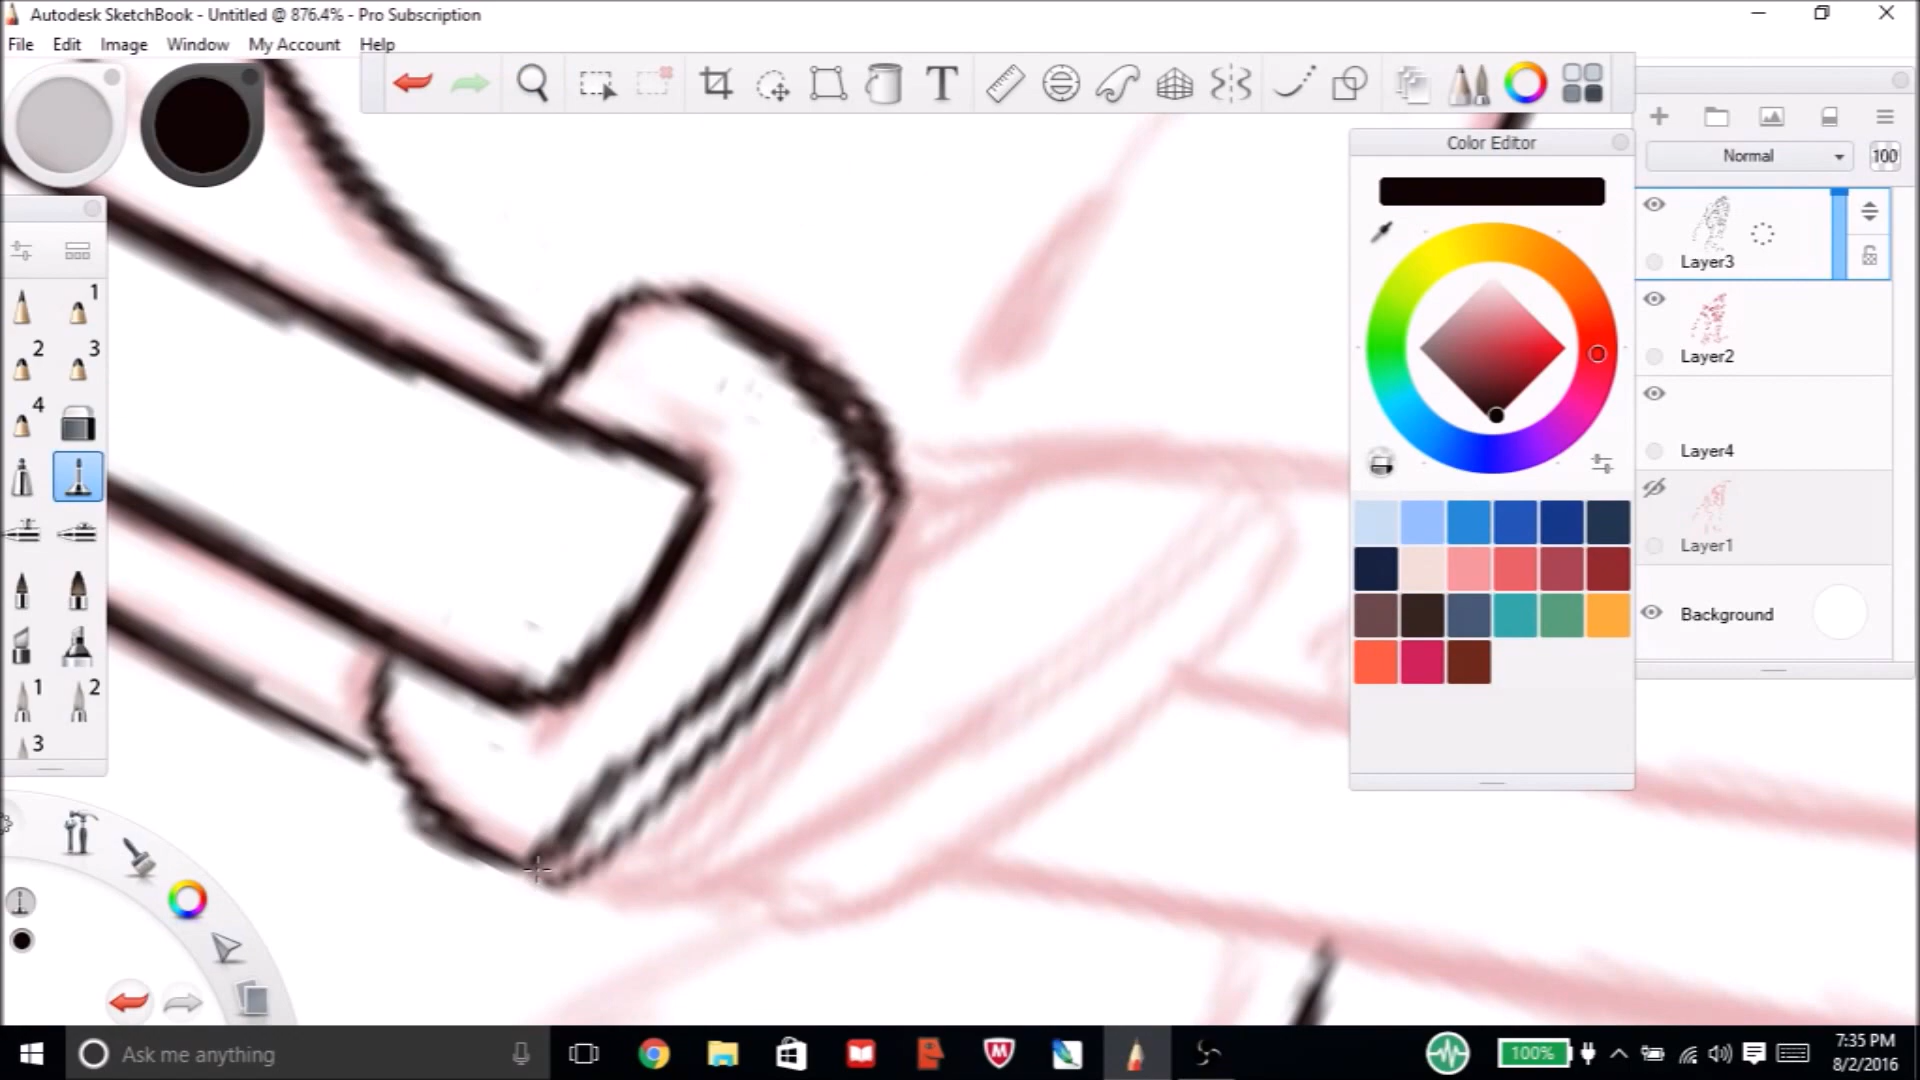 Autodesk SketchBook - Untitled @ 876.4% - Pro Subscription
File Edit Image Window My Account Help
T
Color Editor
Normal 100
Layer3
Layer2
Layer4
Layer1
Background
1
2 3
4
1 2
3
Ask me anything
100%
7:35 PM
8/2/2016